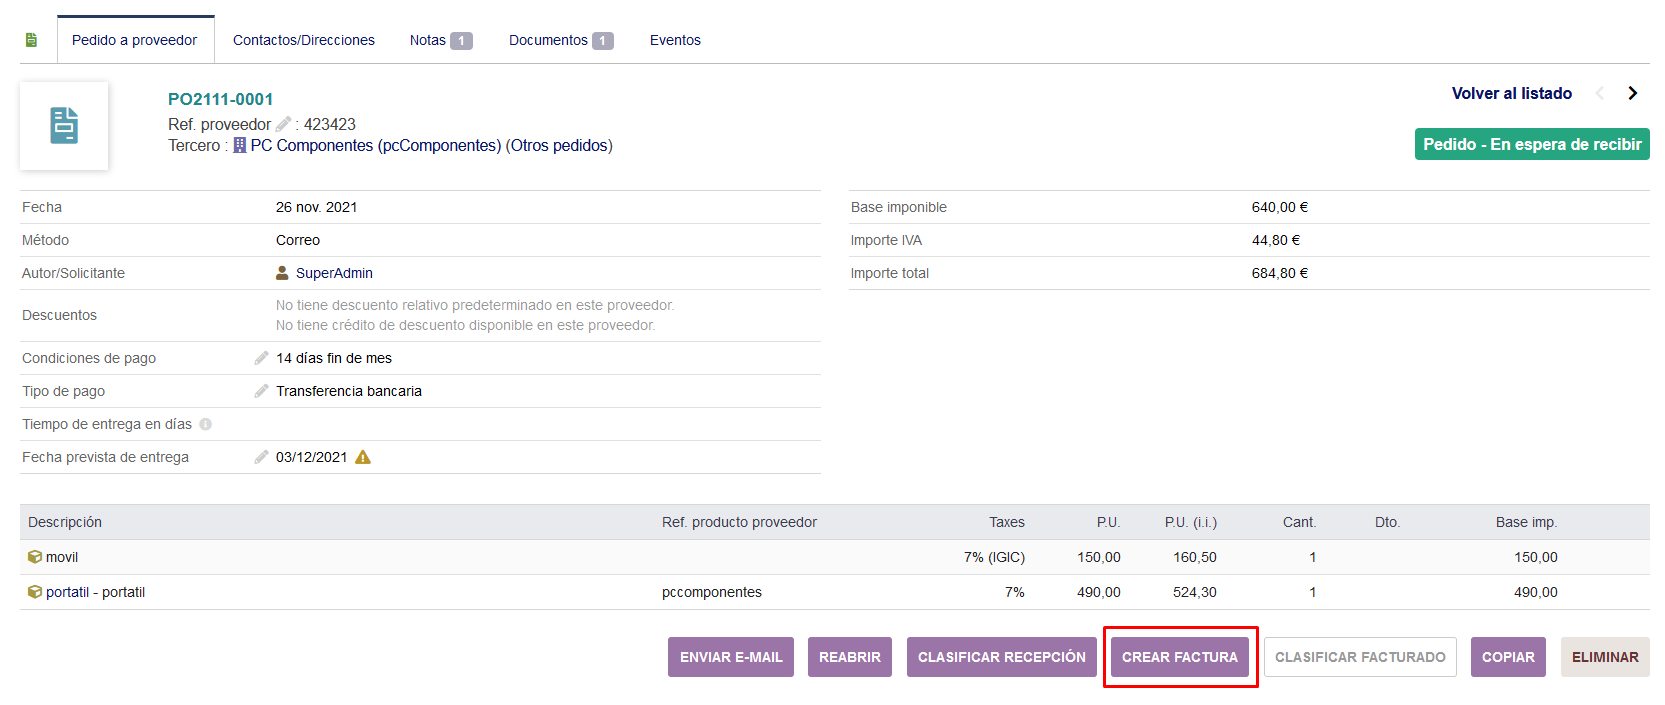 Pedido a proveedor Contactos/Direcciones Notas 1 Documentos 1 Eventos
PO2111-0001
Ref. proveedor : 423423
Tercero : PC Componentes (pcComponentes) (Otros pedidos)
Volver al listado
Pedido - En espera de recibir
Fecha 26 nov. 2021
Método Correo
Autor/Solicitante SuperAdmin
Descuentos No tiene descuento relativo predeterminado en este proveedor.
No tiene crédito de descuento disponible en este proveedor.
Condiciones de pago 14 días fin de mes
Tipo de pago Transferencia bancaria
Tiempo de entrega en días
Fecha prevista de entrega 03/12/2021
Base imponible 640,00 €
Importe IVA 44,80 €
Importe total 684,80 €
Descripción Ref. producto proveedor Taxes P.U. P.U. (i.i.) Cant. Dto. Base imp.
movil 7% (IGIC) 150,00 160,50 1 150,00
portatil - portatil pccomponentes 7% 490,00 524,30 1 490,00
ENVIAR E-MAIL REABRIR CLASIFICAR RECEPCIÓN CREAR FACTURA CLASIFICAR FACTURADO COPIAR ELIMINAR